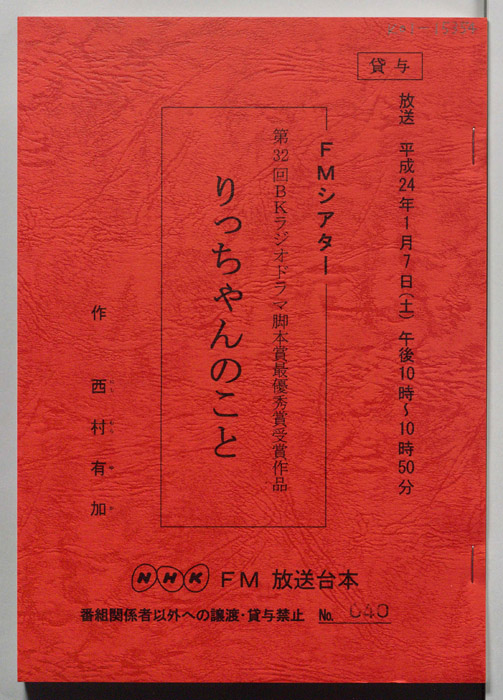 貸与
放送 平成24年1月7日(土) 午後10時～10時50分
FMシアター
第32回BKラジオドラマ脚本賞最優秀賞受賞作品
りっちゃんのこと
作 西村有加
NHK FM 放送台本
番組関係者以外への譲渡・貸与禁止 No. 040